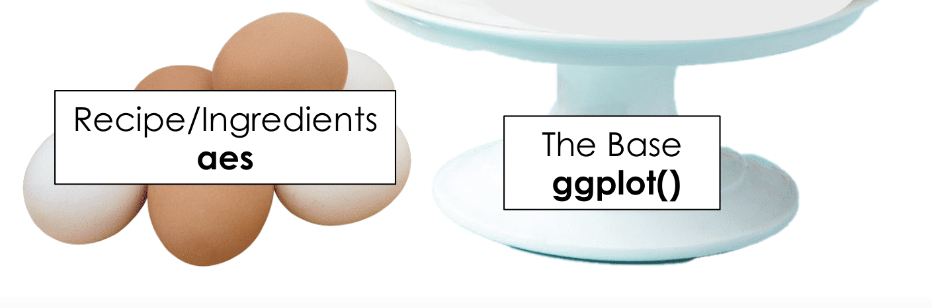 Recipe/Ingredients
aes
The Base
ggplot()